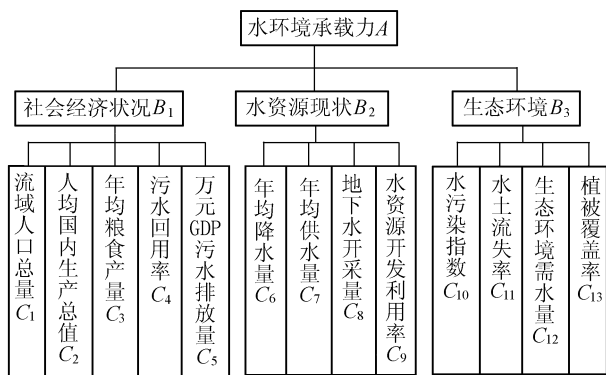 水环境承载力A
社会经济状况B₁
水资源现状B₂
生态环境B₃
流域人口总量C₁
人均国内生产总值C₂
年均粮食产量C₃
污水回用率C₄
万元GDP污水排放量C₅
年均降水量C₆
年均供水量C₇
地下水开采量C₈
水资源开发利用率C₉
水污染指数C₁₀
水土流失率C₁₁
生态环境需水量C₁₂
植被覆盖率C₁₃